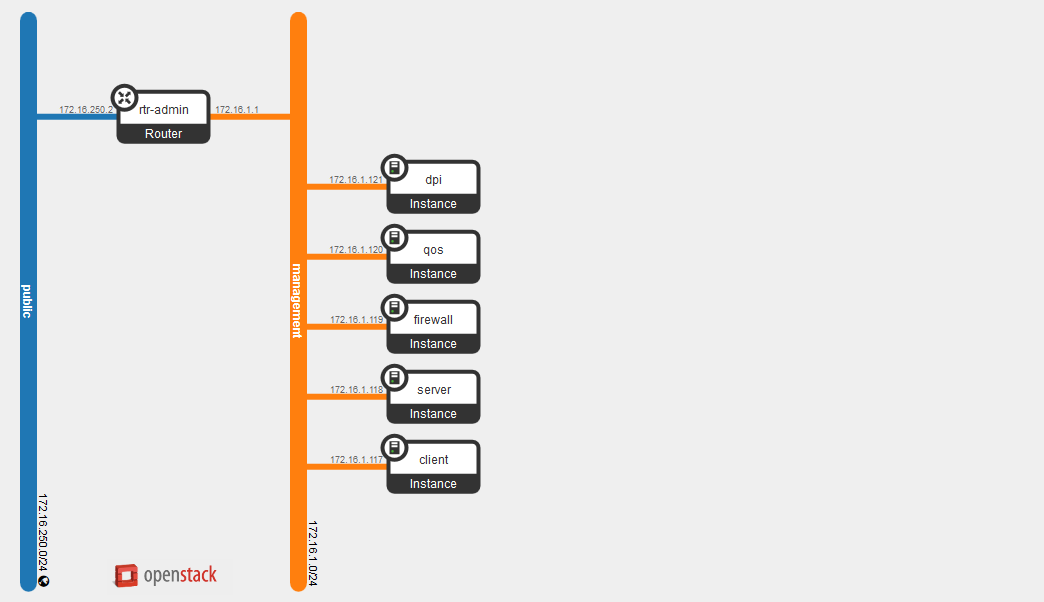 172.16.250.2
rtr-admin
Router
172.16.1.1
172.16.1.121
dpi
Instance
172.16.1.120
qos
Instance
public
management
172.16.1.119
firewall
Instance
172.16.1.118
server
Instance
172.16.1.117
client
Instance
172.16.250.0/24
172.16.1.0/24
openstack